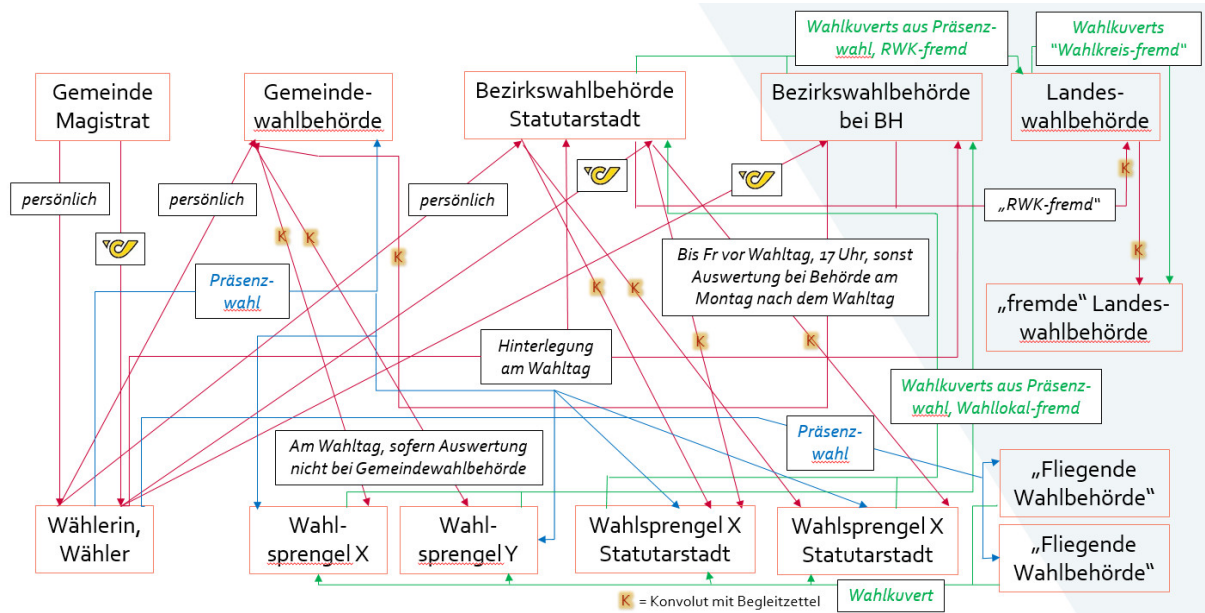 Wahlkuverts aus Präsenz-
wahl, RWK-fremd
Wahlkuverts
"Wahlkreis-fremd"
Gemeinde
Magistrat
Gemeinde-
wahlbehörde
Bezirkswahlbehörde
Statutarstadt
Bezirkswahlbehörde
bei BH
Landes-
wahlbehörde
persönlich
persönlich
persönlich
K
„RWK-fremd“
K
K
K
K
Präsenz-
wahl
Bis Fr vor Wahltag, 17 Uhr, sonst
Auswertung bei Behörde am
Montag nach dem Wahltag
K
K
„fremde“ Landes-
wahlbehörde
K
K
Hinterlegung
am Wahltag
Wahlkuverts aus Präsenz-
wahl, Wahllokal-fremd
Am Wahltag, sofern Auswertung
nicht bei Gemeindewahlbehörde
Präsenz-
wahl
„Fliegende
Wahlbehörde“
Wählerin,
Wähler
Wahl-
sprengel X
Wahl-
sprengel Y
Wahlsprengel X
Statutarstadt
Wahlsprengel X
Statutarstadt
„Fliegende
Wahlbehörde“
Wahlkuvert
K = Konvolut mit Begleitzettel